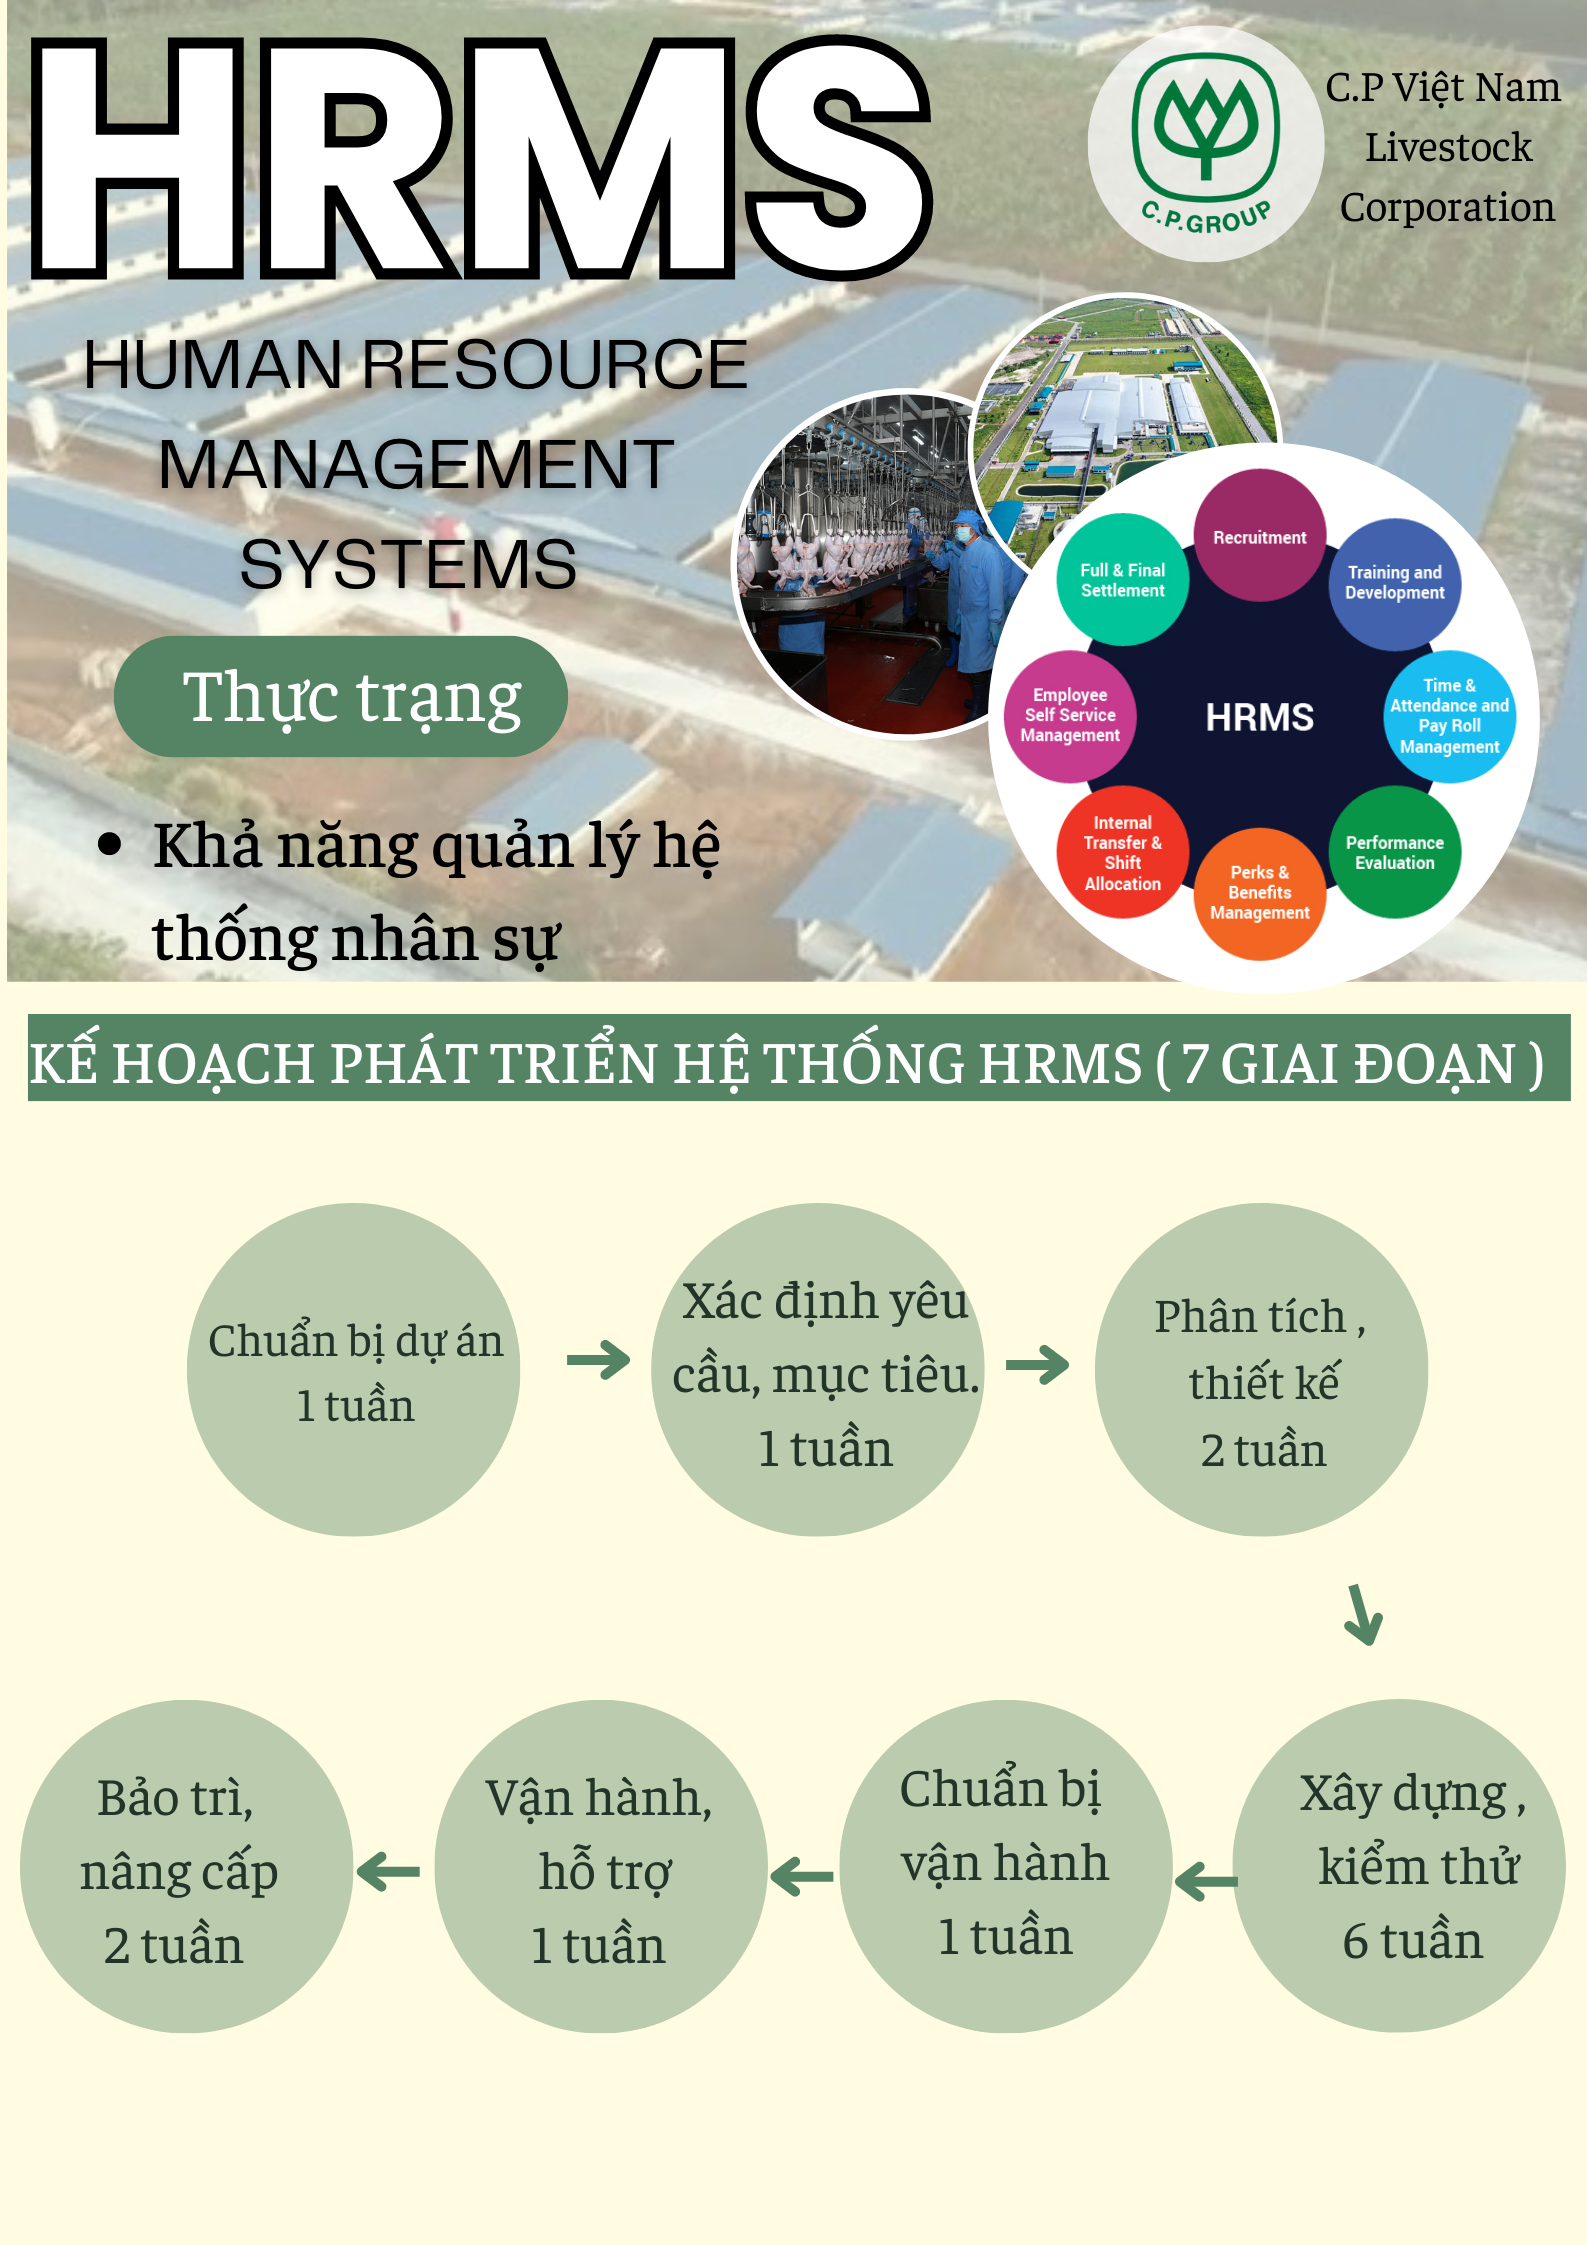 HRMS
C.P.GROUP
C.P Việt Nam
Livestock
Corporation
HUMAN RESOURCE
MANAGEMENT
SYSTEMS
Thực trạng
• Khả năng quản lý hệ
thống nhân sự
Recruitment
Training and
Development
Time &
Attendance and
Pay Roll
Management
Performance
Evaluation
Perks &
Benefits
Management
Internal
Transfer &
Shift
Allocation
Employee
Self Service
Management
Full & Final
Settlement
HRMS
KẾ HOẠCH PHÁT TRIỂN HỆ THỐNG HRMS ( 7 GIAI ĐOẠN )
Chuẩn bị dự án
1 tuần
Xác định yêu
cầu, mục tiêu.
1 tuần
Phân tích ,
thiết kế
2 tuần
Xây dựng ,
kiểm thử
6 tuần
Chuẩn bị
vận hành
1 tuần
Vận hành,
hỗ trợ
1 tuần
Bảo trì,
nâng cấp
2 tuần